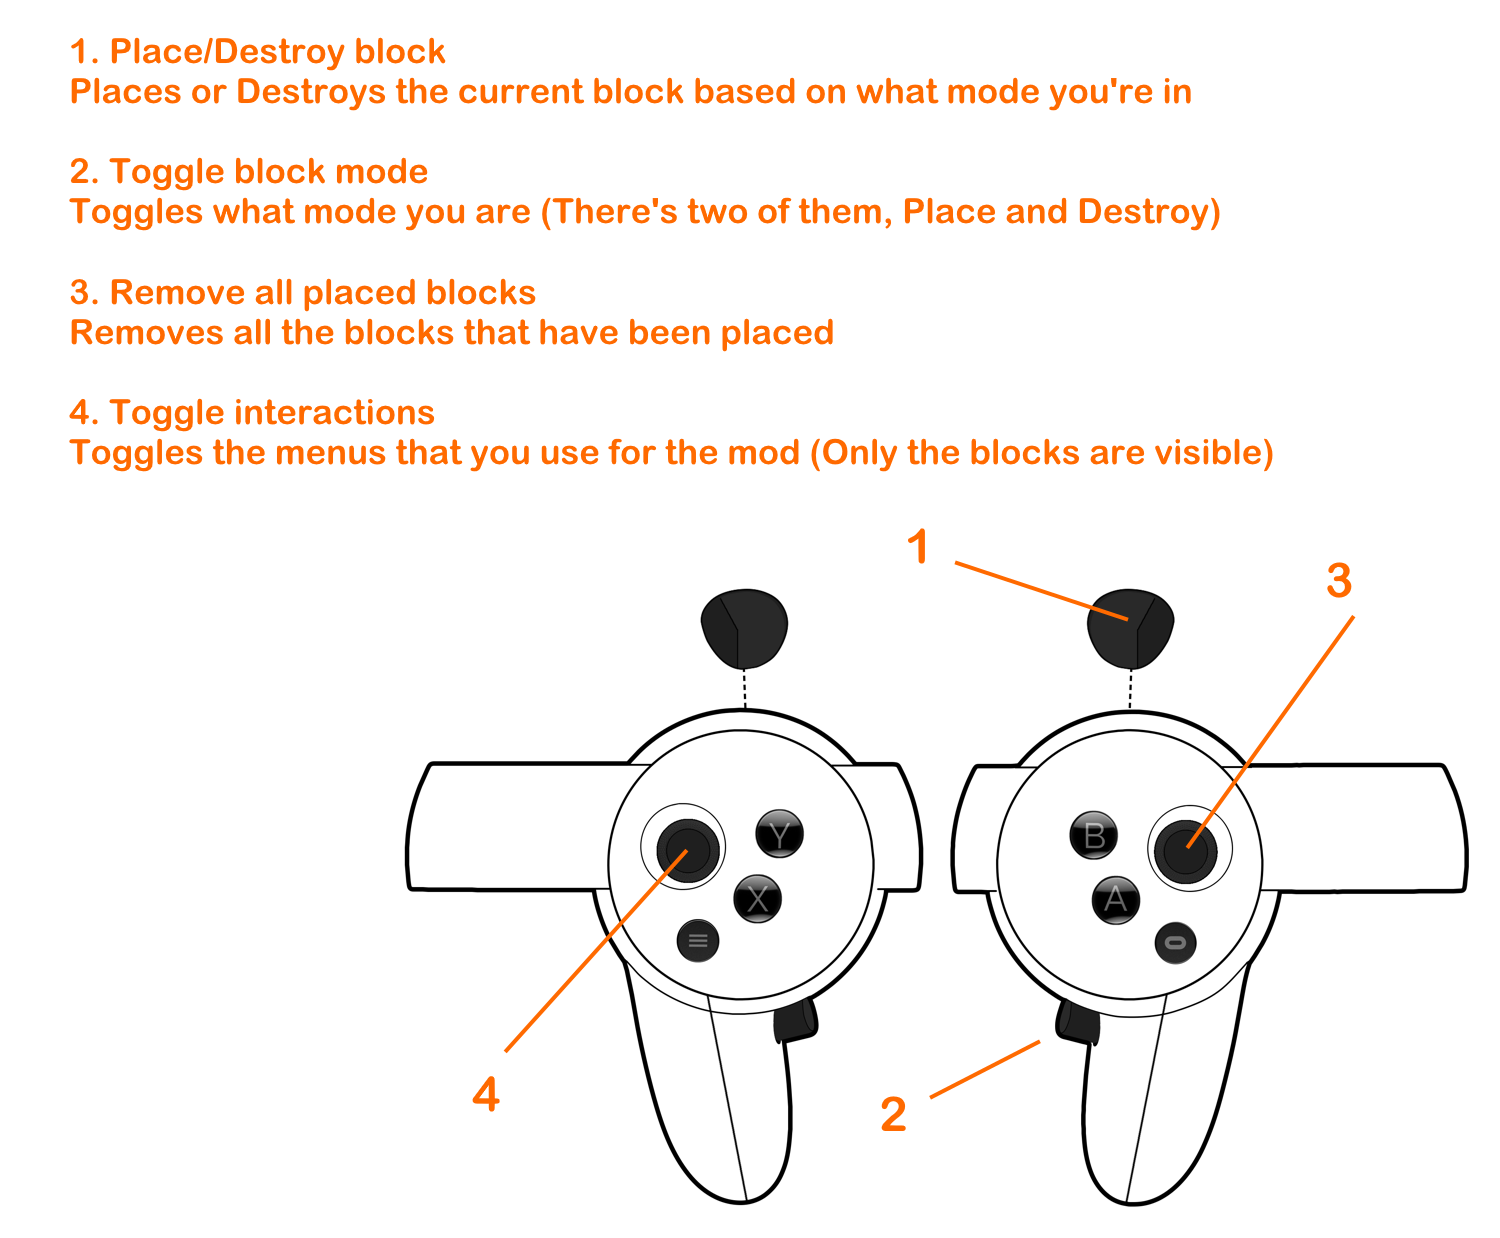 1. Place/Destroy block
Places or Destroys the current block based on what mode you're in
2. Toggle block mode
Toggles what mode you are (There's two of them, Place and Destroy)
3. Remove all placed blocks
Removes all the blocks that have been placed
4. Toggle interactions
Toggles the menus that you use for the mod (Only the blocks are visible)
1
3
Y
B
X
A
4
2